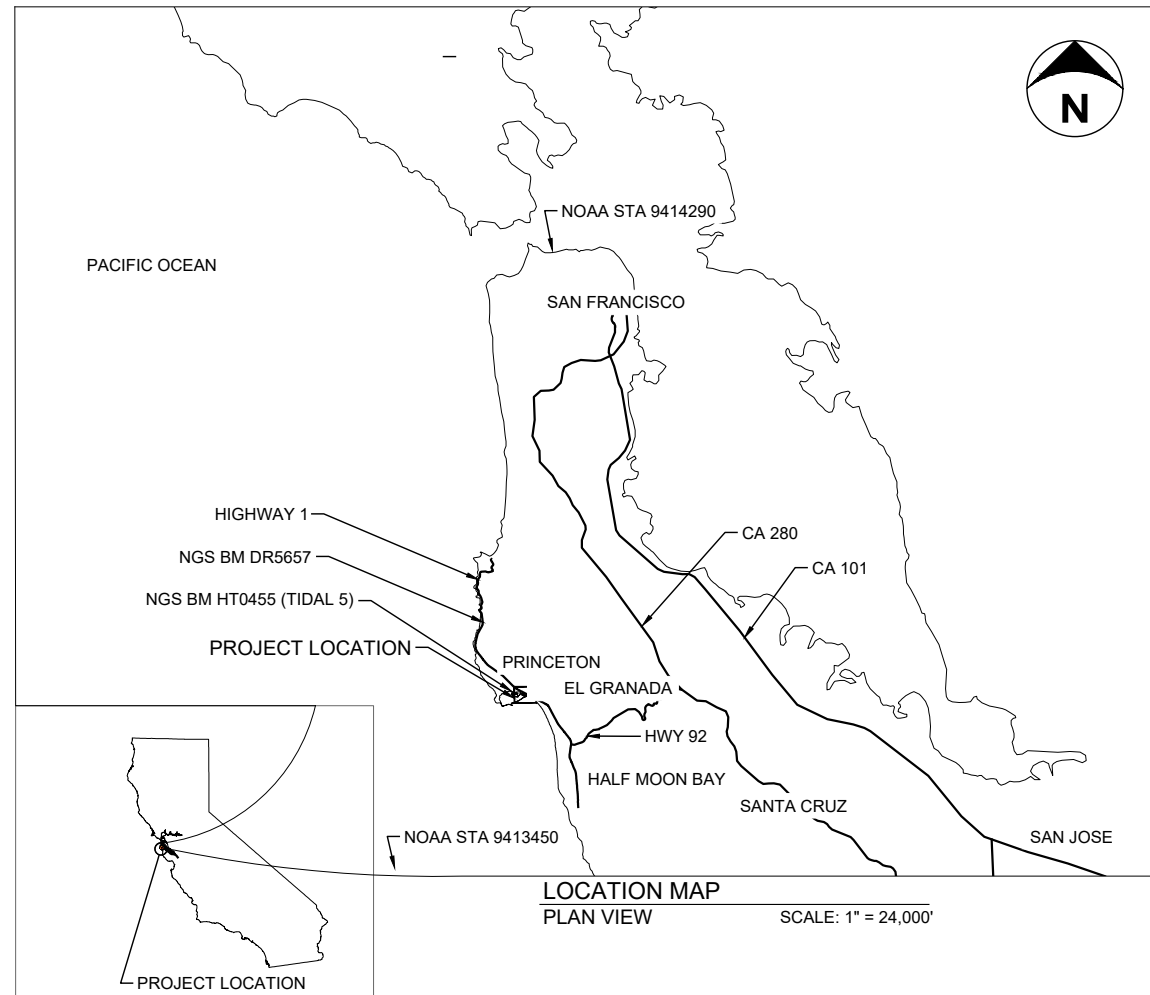 N
NOAA STA 9414290
PACIFIC OCEAN
SAN FRANCISCO
HIGHWAY 1
CA 280
NGS BM DR5657
CA 101
NGS BM HT0455 (TIDAL 5)
PROJECT LOCATION
PRINCETON
EL GRANADA
HWY 92
HALF MOON BAY
SANTA CRUZ
NOAA STA 9413450
SAN JOSE
LOCATION MAP
PLAN VIEW SCALE: 1" = 24,000'
PROJECT LOCATION